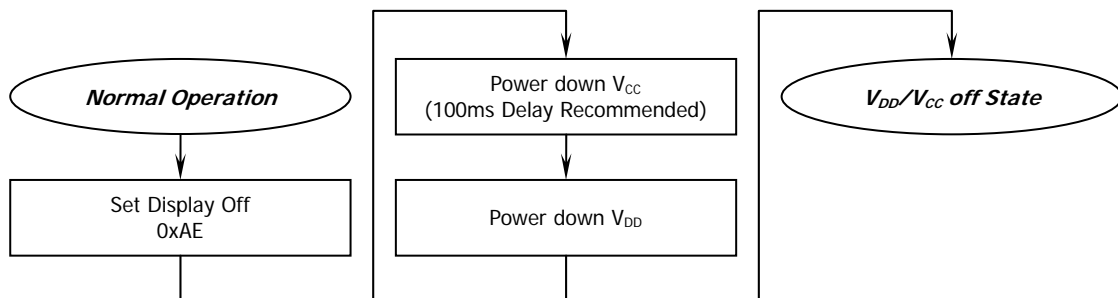 Normal Operation
Set Display Off
0xAE
Power down VCC
(100ms Delay Recommended)
Power down VDD
VDD/VCC off State